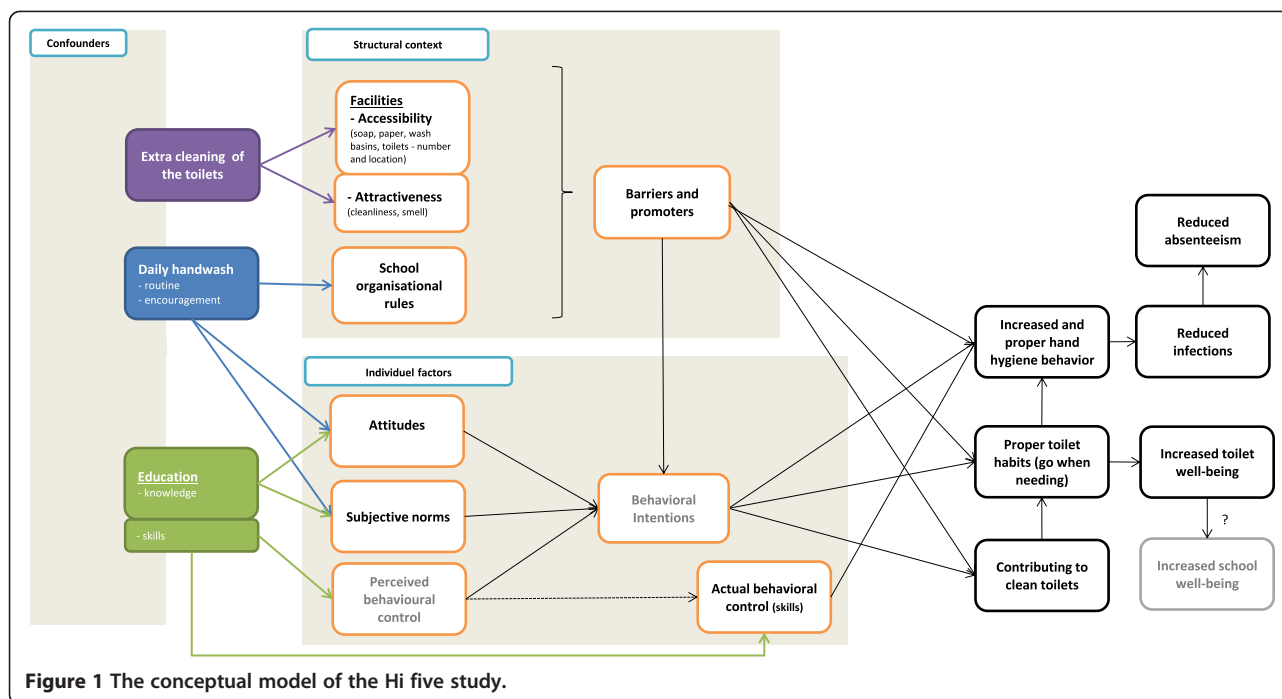 Confounders
Structural context
Extra cleaning of
the toilets
Facilities
- Accessibility
(soap, paper, wash
basins, toilets - number
and location)
- Attractiveness
(cleanliness, smell)
Barriers and
promoters
Daily handwash
- routine
- encouragement
School
organisational
rules
Individuel factors
Attitudes
Education
- knowledge
- skills
Subjective norms
Perceived
behavioural
control
Behavioral
Intentions
Actual behavioral
control (skills)
Increased and
proper hand
hygiene behavior
Proper toilet
habits (go when
needing)
Contributing to
clean toilets
Reduced
absenteeism
Reduced
infections
Increased toilet
well-being
?
Increased school
well-being
Figure 1 The conceptual model of the Hi five study.